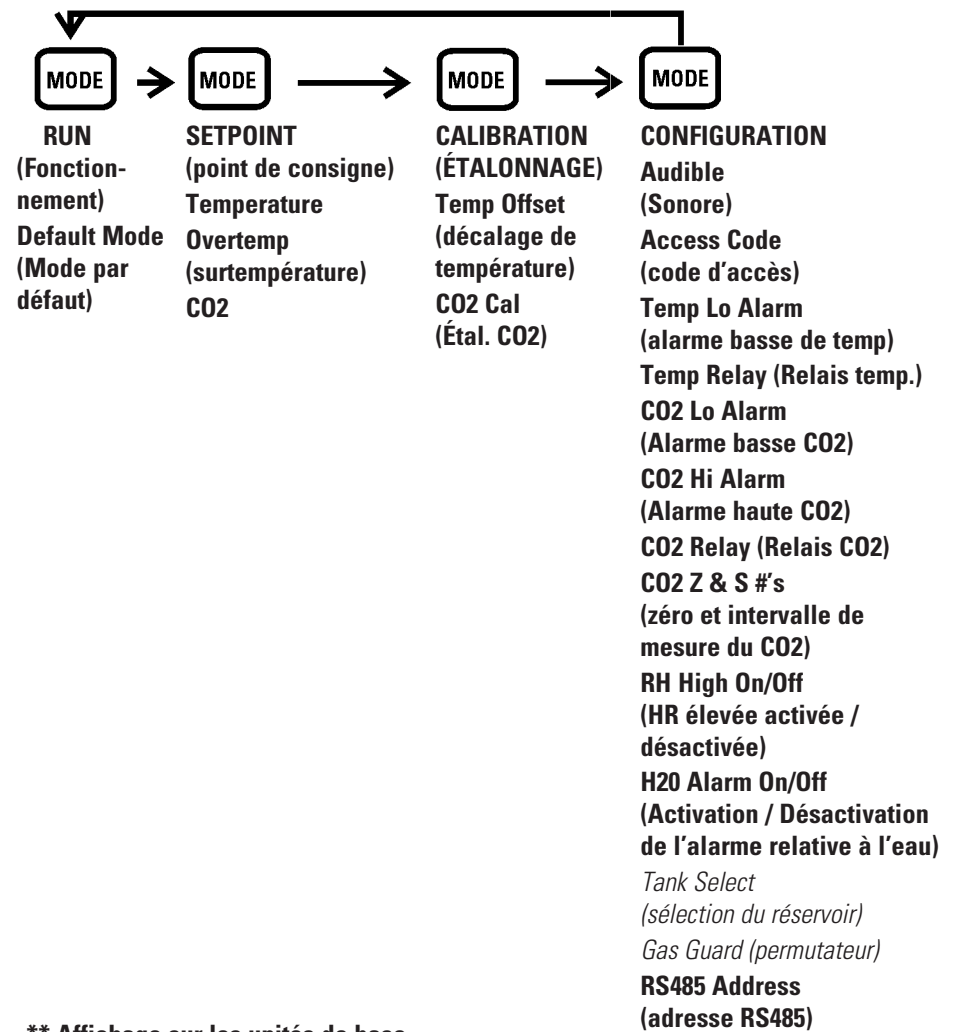 MODE
MODE
MODE
MODE
RUN
(Fonction-
nement)
Default Mode
(Mode par
défaut)
SETPOINT
(point de consigne)
Temperature
Overtemp
(surtempérature)
CO2
CALIBRATION
(ÉTALONNAGE)
Temp Offset
(décalage de
température)
CO2 Cal
(Étal. CO2)
CONFIGURATION
Audible
(Sonore)
Access Code
(code d’accès)
Temp Lo Alarm
(alarme basse de temp)
Temp Relay (Relais temp.)
CO2 Lo Alarm
(Alarme basse CO2)
CO2 Hi Alarm
(Alarme haute CO2)
CO2 Relay (Relais CO2)
CO2 Z & S #’s
(zéro et intervalle de
mesure du CO2)
RH High On/Off
(HR élevée activée /
désactivée)
H20 Alarm On/Off
(Activation / Désactivation
de l’alarme relative à l’eau)
Tank Select
(sélection du réservoir)
Gas Guard (permutateur)
RS485 Address
(adresse RS485)
** Affichage sur les unités de base